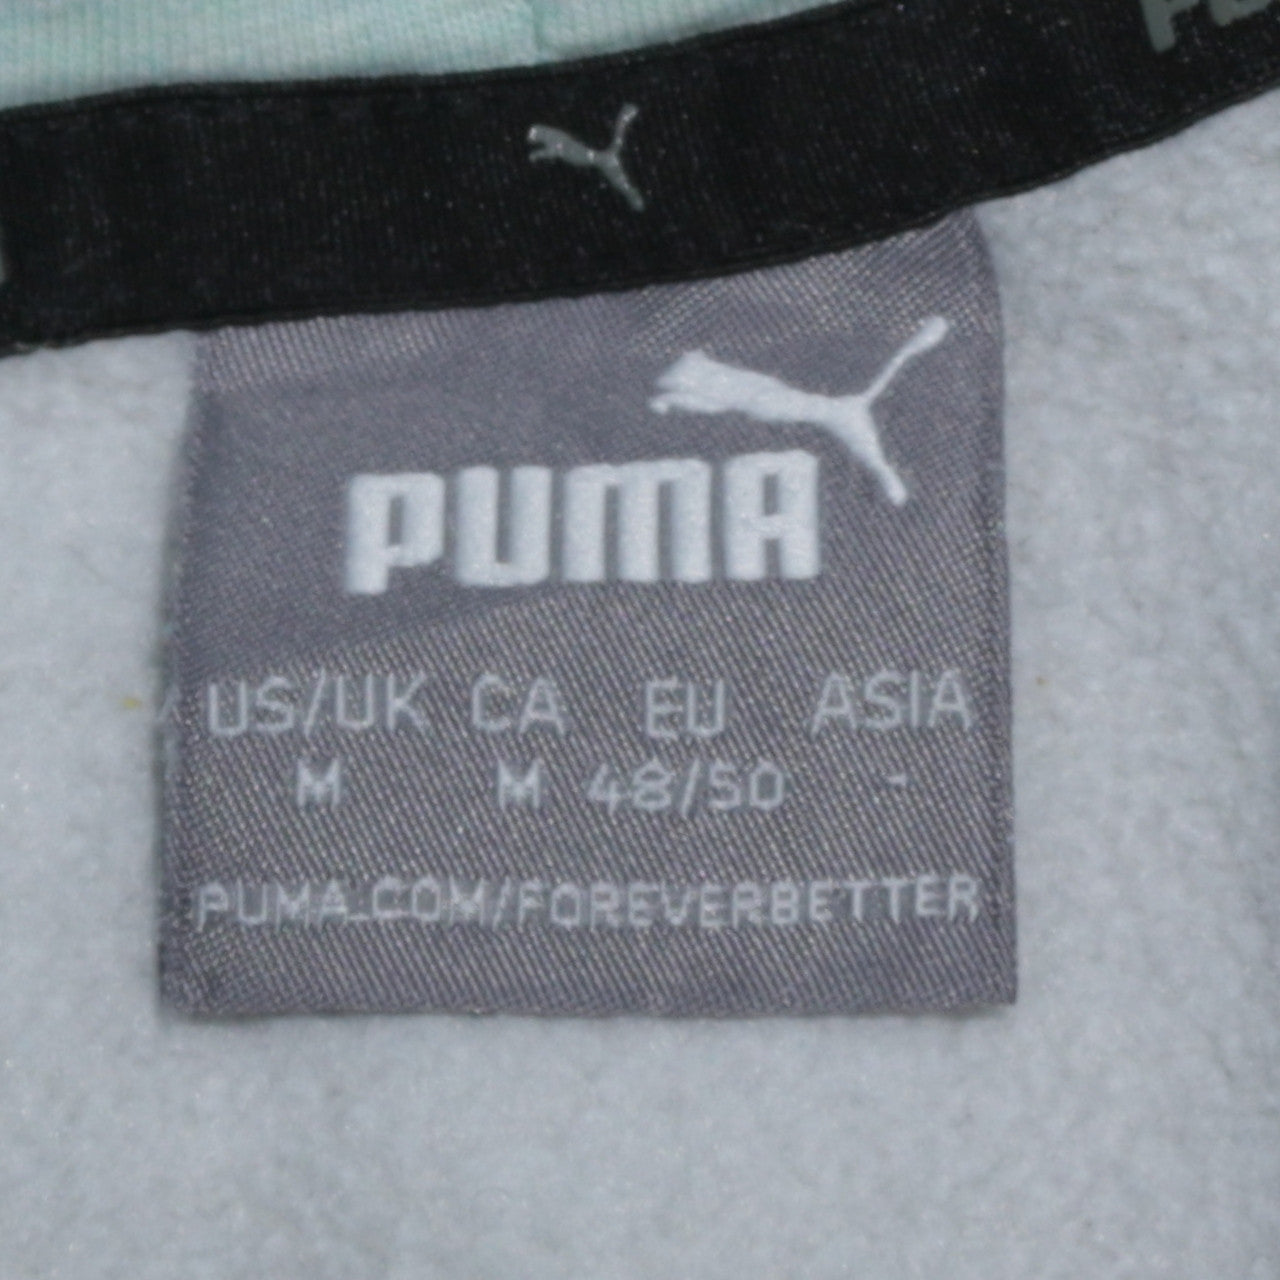 PUMA
US/UK CA EU ASIA
M M 48/50 -
PUMA.COM/FOREVERBETTER